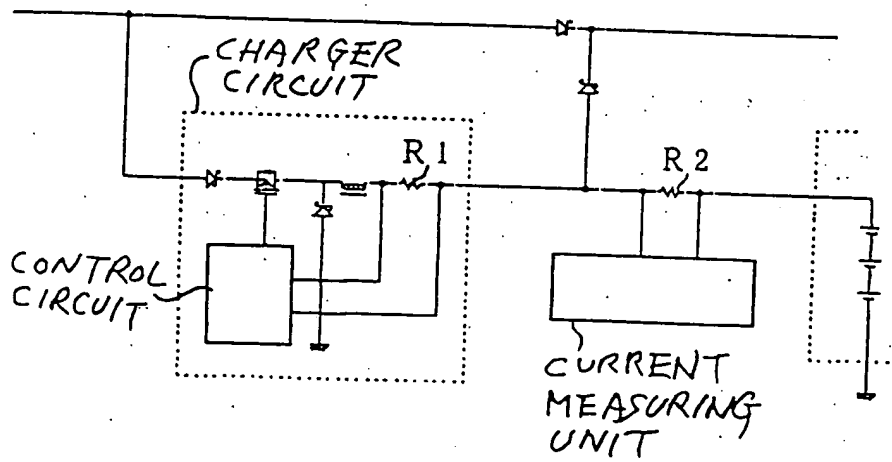 CHARGER
CIRCUIT
R1
R2
CONTROL
CIRCUIT
CURRENT
MEASURING
UNIT